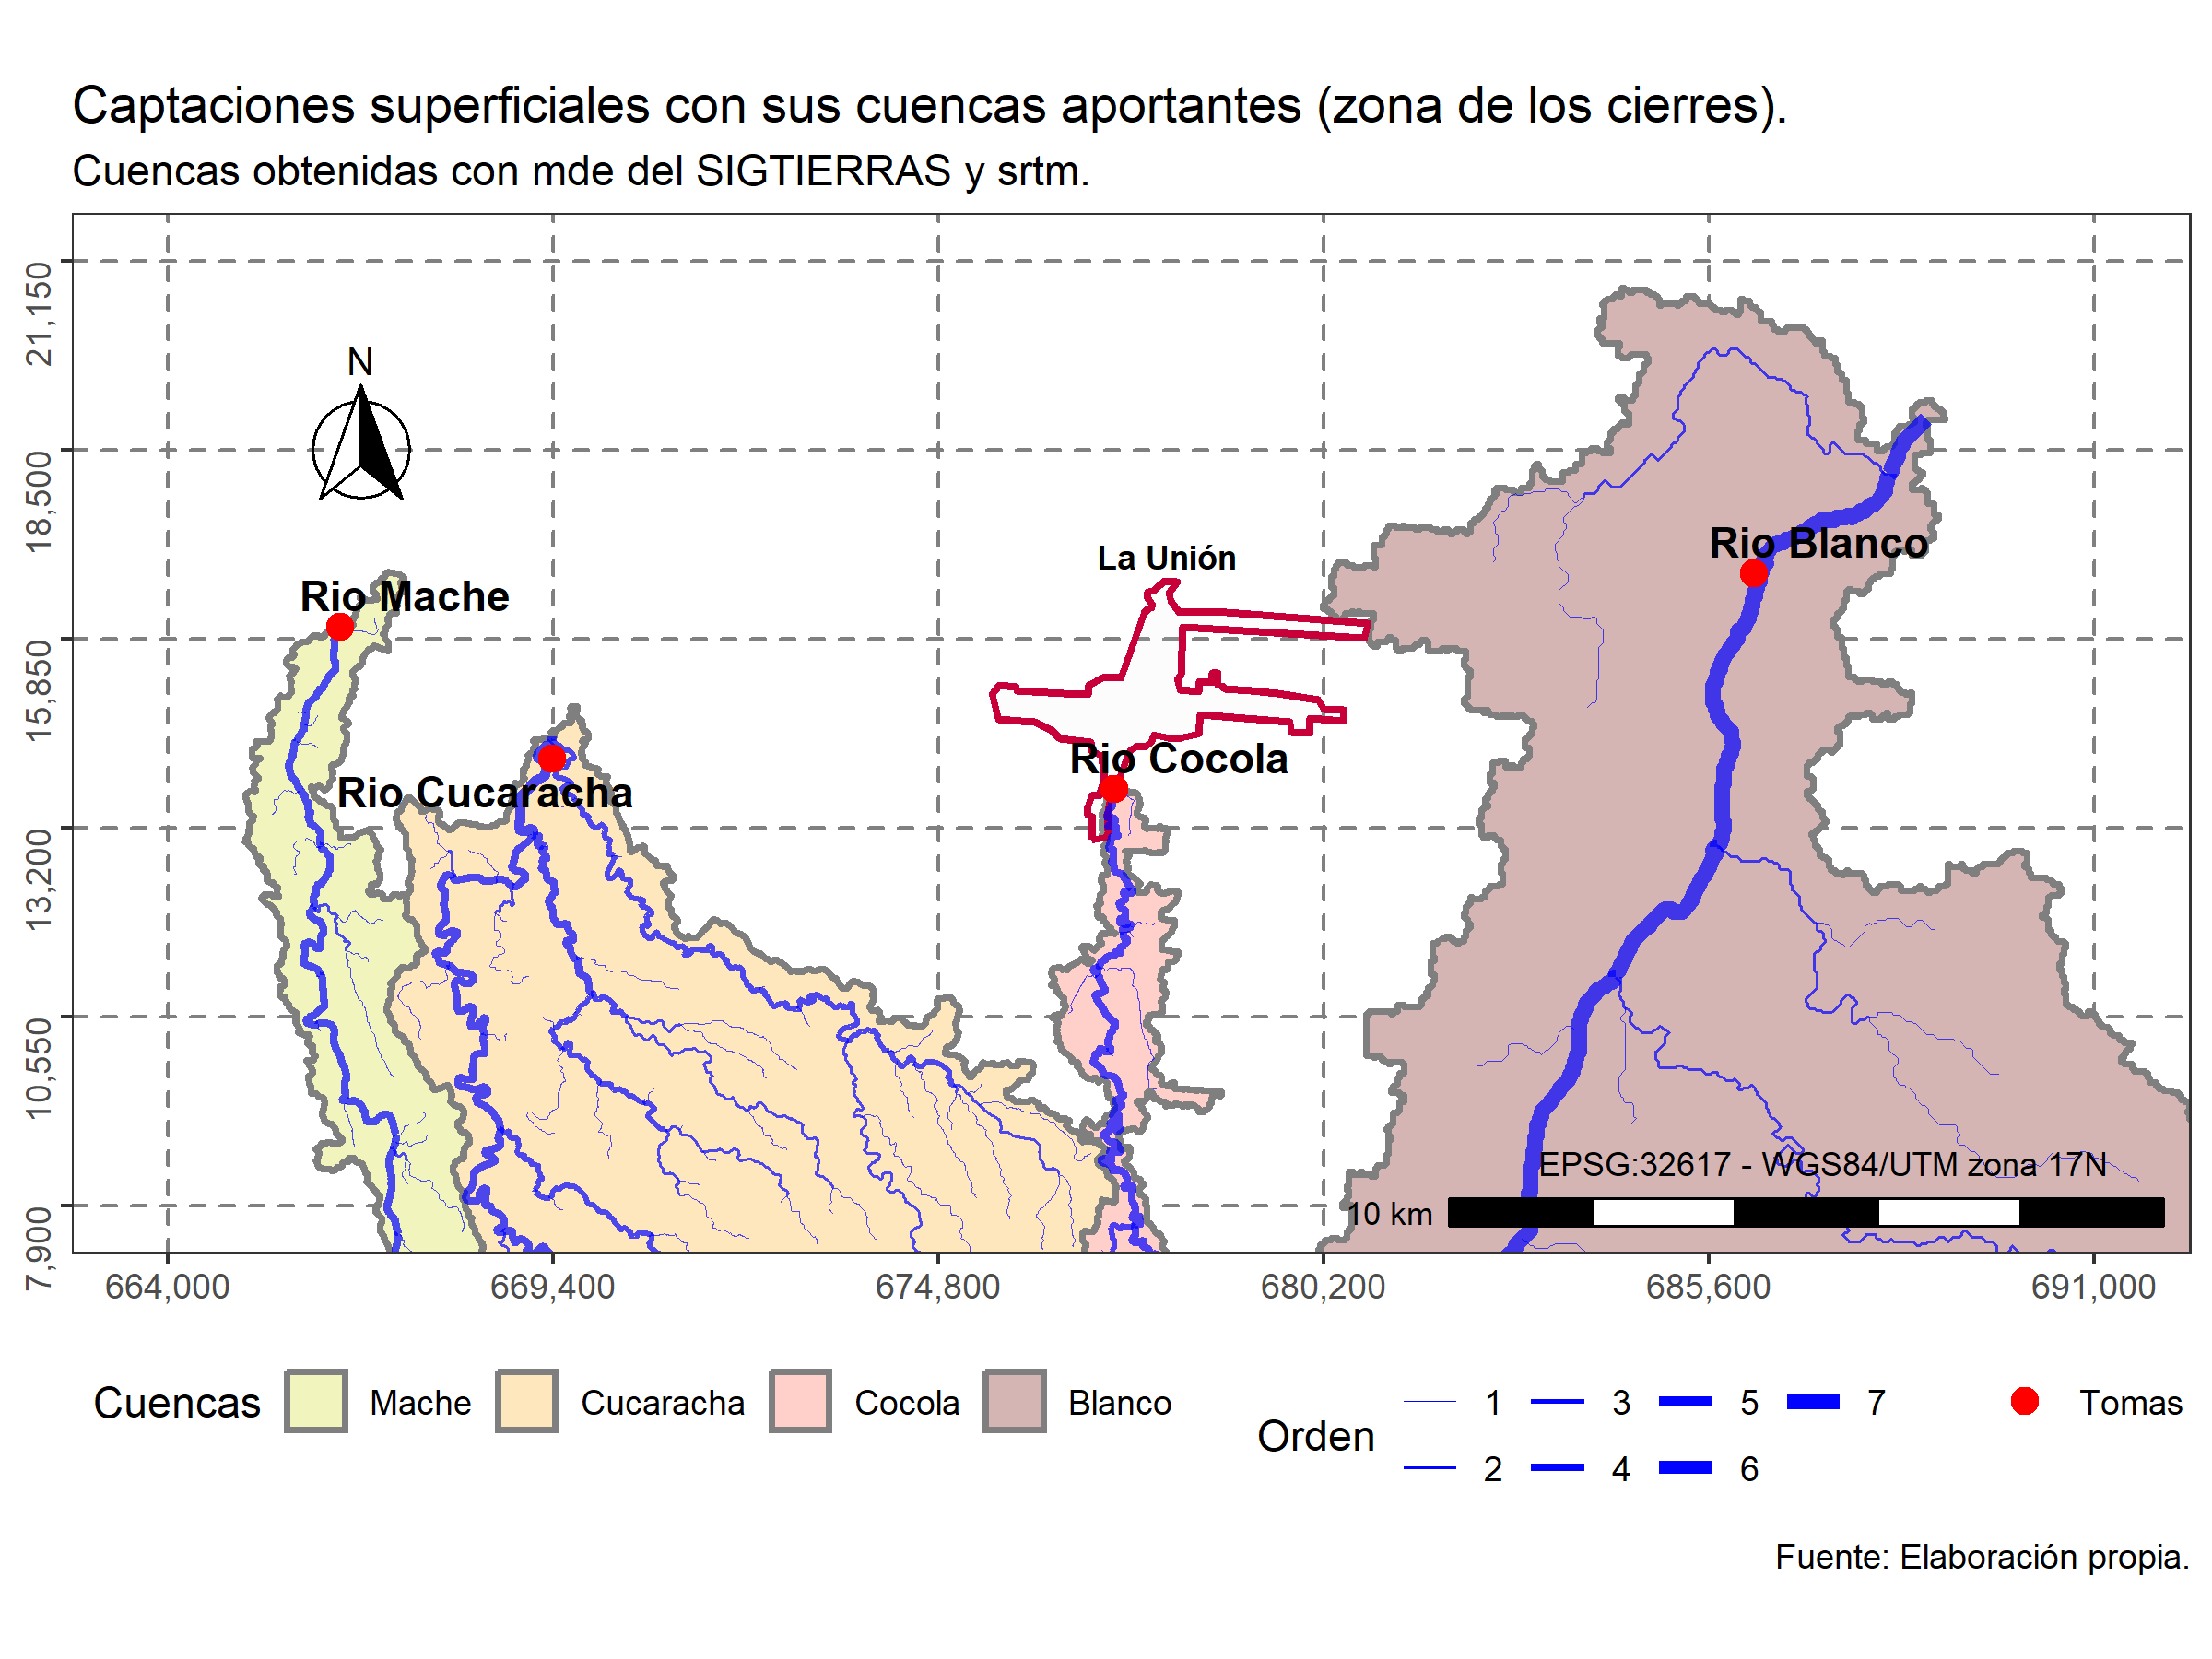 Captaciones superficiales con sus cuencas aportantes (zona de los cierres).
Cuencas obtenidas con mde del SIGTIERRAS y srtm.
21,150
18,500
15,850
13,200
10,550
7,900
N
Rio Mache
Rio Cucaracha
La Unión
Rio Cocola
Rio Blanco
EPSG:32617 - WGS84/UTM zona 17N
10 km
664,000 669,400 674,800 680,200 685,600 691,000
Cuencas Mache Cucaracha Cocola Blanco
Orden
1 3 5 7
2 4 6
Tomas
Fuente: Elaboración propia.